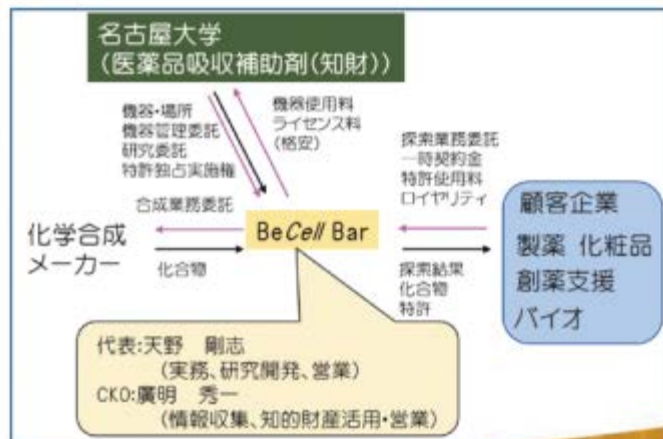 名古屋大学
(医薬品吸収補助剤(知財))
機器・場所
機器管理委託
研究委託
特許独占実施権
機器使用料
ライセンス料
(格安)
探索業務委託
一時契約金
特許使用料
ロイヤリティ
合成業務委託
化学合成
メーカー
化合物
BeCell Bar
探索結果
化合物
特許
顧客企業
製薬 化粧品
創薬支援
バイオ
代表:天野 剛志
(実務、研究開発、営業)
CKO:廣明 秀一
(情報収集、知的財産活用・営業)